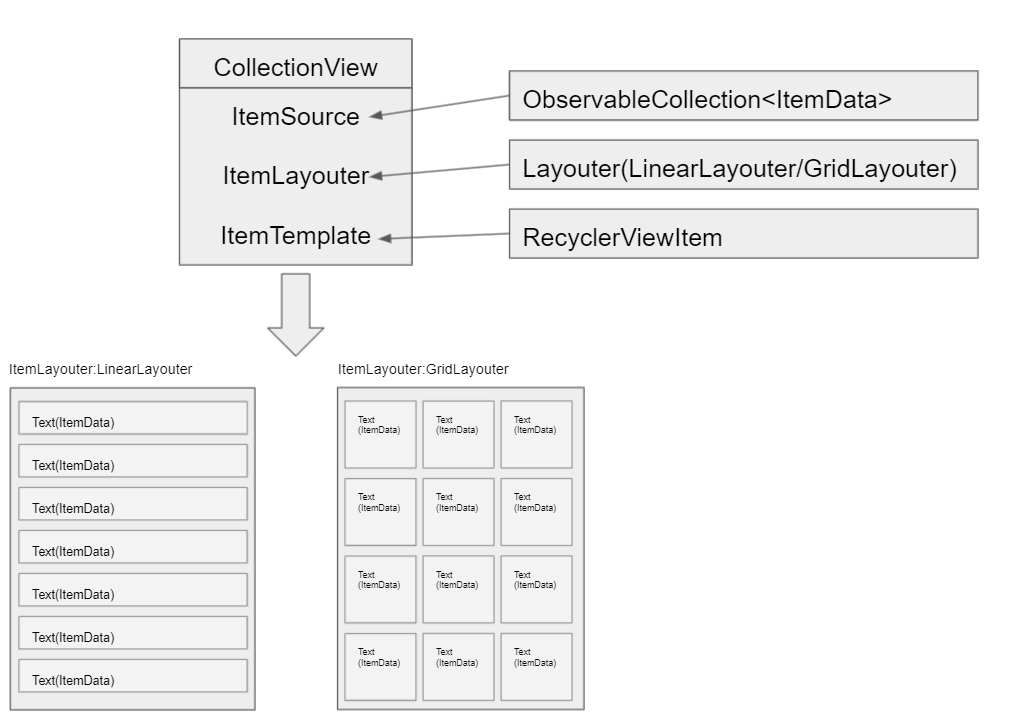 CollectionView
ItemSource
ObservableCollection<ItemData>
ItemLayouter
Layouter(LinearLayouter/GridLayouter)
ItemTemplate
RecyclerViewItem
ItemLayouter:LinearLayouter
Text(ItemData)
Text(ItemData)
Text(ItemData)
Text(ItemData)
Text(ItemData)
Text(ItemData)
Text(ItemData)
ItemLayouter:GridLayouter
Text
(ItemData)
Text
(ItemData)
Text
(ItemData)
Text
(ItemData)
Text
(ItemData)
Text
(ItemData)
Text
(ItemData)
Text
(ItemData)
Text
(ItemData)
Text
(ItemData)
Text
(ItemData)
Text
(ItemData)